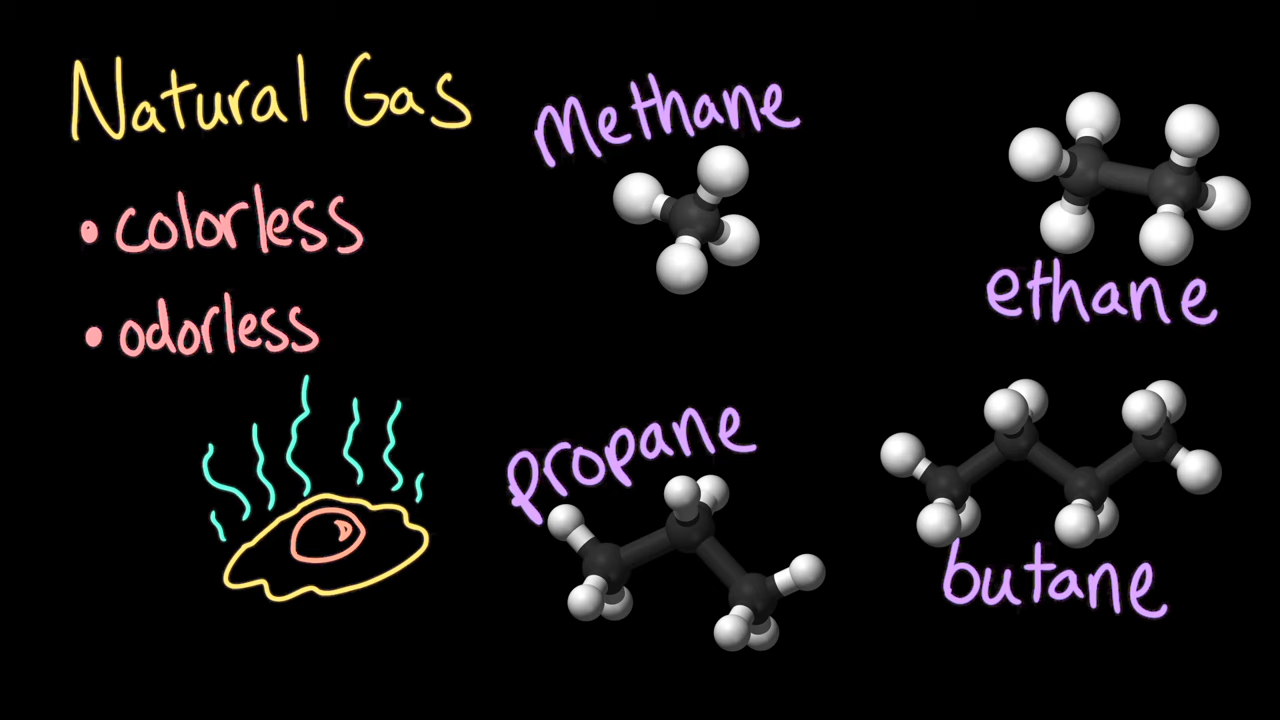 Natural Gas
• colorless
• odorless
Methane
ethane
propane
butane